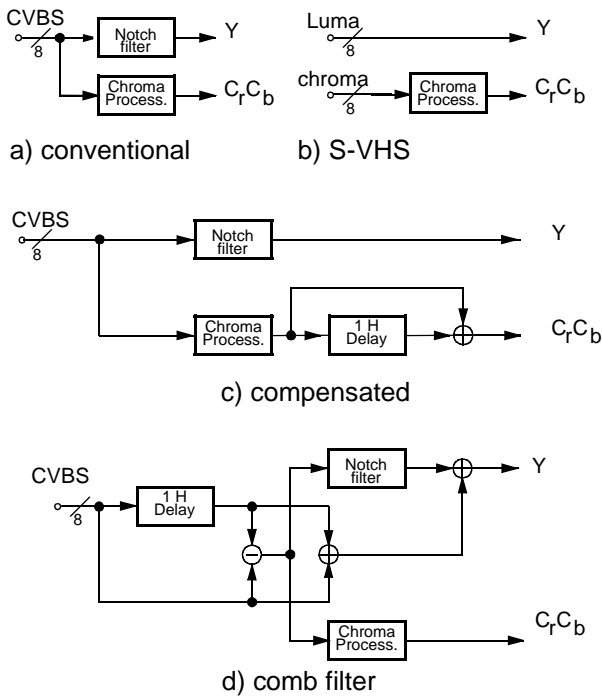 CVBS
8
Notch
filter
Y
Chroma
Process.
CrCb
a) conventional
Luma
8
Y
chroma
8
Chroma
Process.
CrCb
b) S-VHS
CVBS
8
Notch
filter
Y
Chroma
Process.
1 H
Delay
CrCb
c) compensated
CVBS
8
1 H
Delay
Notch
filter
Y
Chroma
Process.
CrCb
d) comb filter